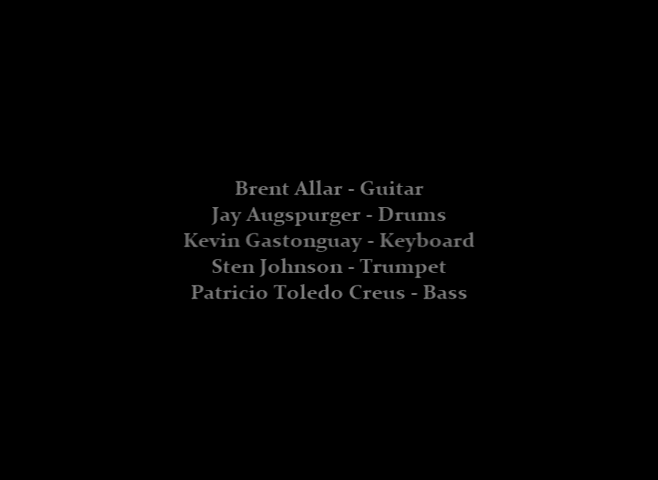 Brent Allar - Guitar
Jay Augspurger - Drums
Kevin Gastonguay - Keyboard
Sten Johnson - Trumpet
Patricio Toledo Creus - Bass